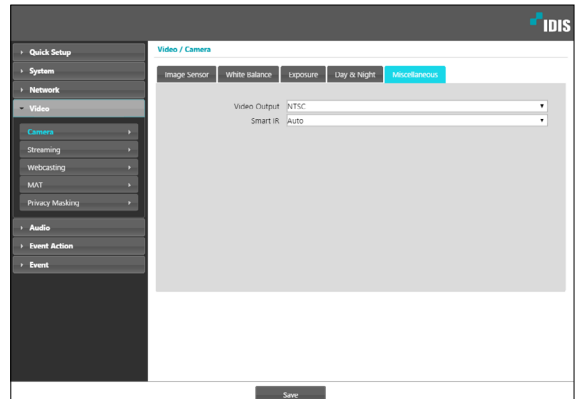 IDIS
Quick Setup
System
Network
Video
Camera
Streaming
Webcasting
MAT
Privacy Masking
Audio
Event Action
Event
Video / Camera
Image Sensor White Balance Exposure Day & Night Miscellaneous
Video Output NTSC
Smart IR Auto
Save